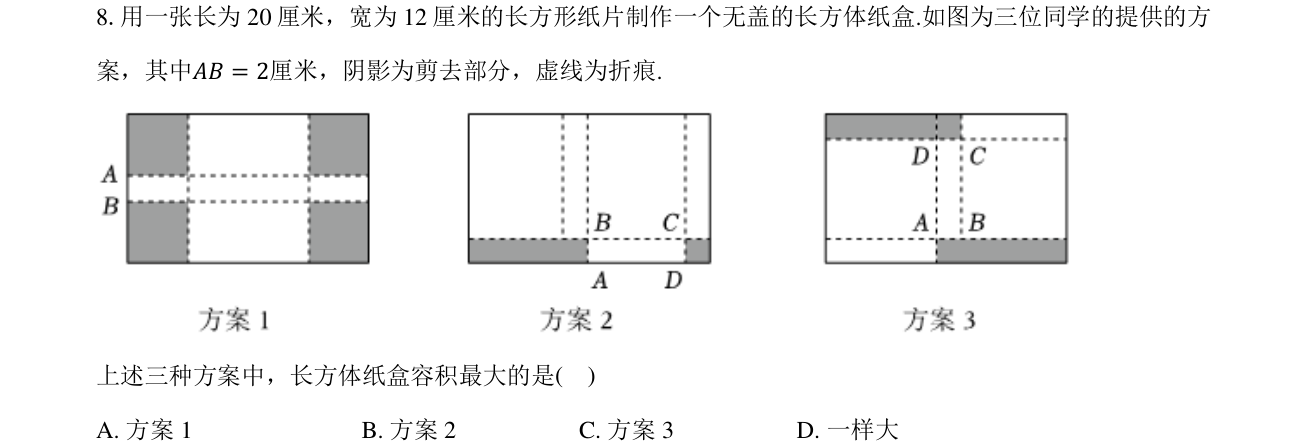 8. 用一张长为 20 厘米，宽为 12 厘米的长方形纸片制作一个无盖的长方体纸盒.如图为三位同学的提供的方
案，其中AB = 2厘米，阴影为剪去部分，虚线为折痕.
A
B
方案 1
B C
A D
方案 2
D C
A B
方案 3
上述三种方案中，长方体纸盒容积最大的是( )
A. 方案 1 B. 方案 2 C. 方案 3 D. 一样大